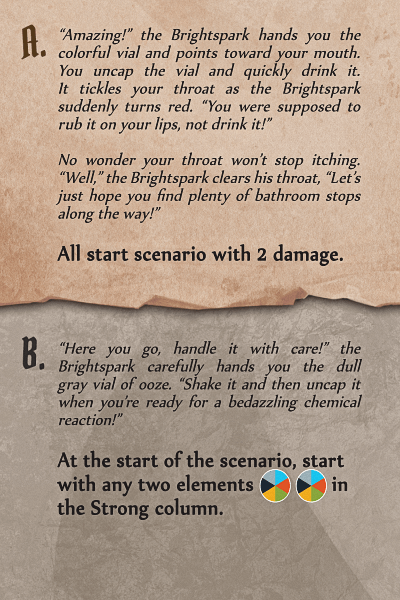 A.
“Amazing!” the Brightspark hands you the
colorful vial and points toward your mouth.
You uncap the vial and quickly drink it.
It tickles your throat as the Brightspark
suddenly turns red. “You were supposed to
rub it on your lips, not drink it!”
No wonder your throat won’t stop itching.
“Well,” the Brightspark clears his throat, “Let’s
just hope you find plenty of bathroom stops
along the way!”
All start scenario with 2 damage.
B.
“Here you go, handle it with care!” the
Brightspark carefully hands you the dull
gray vial of ooze. “Shake it and then uncap it
when you’re ready for a bedazzling chemical
reaction!”
At the start of the scenario, start
with any two elements in
the Strong column.